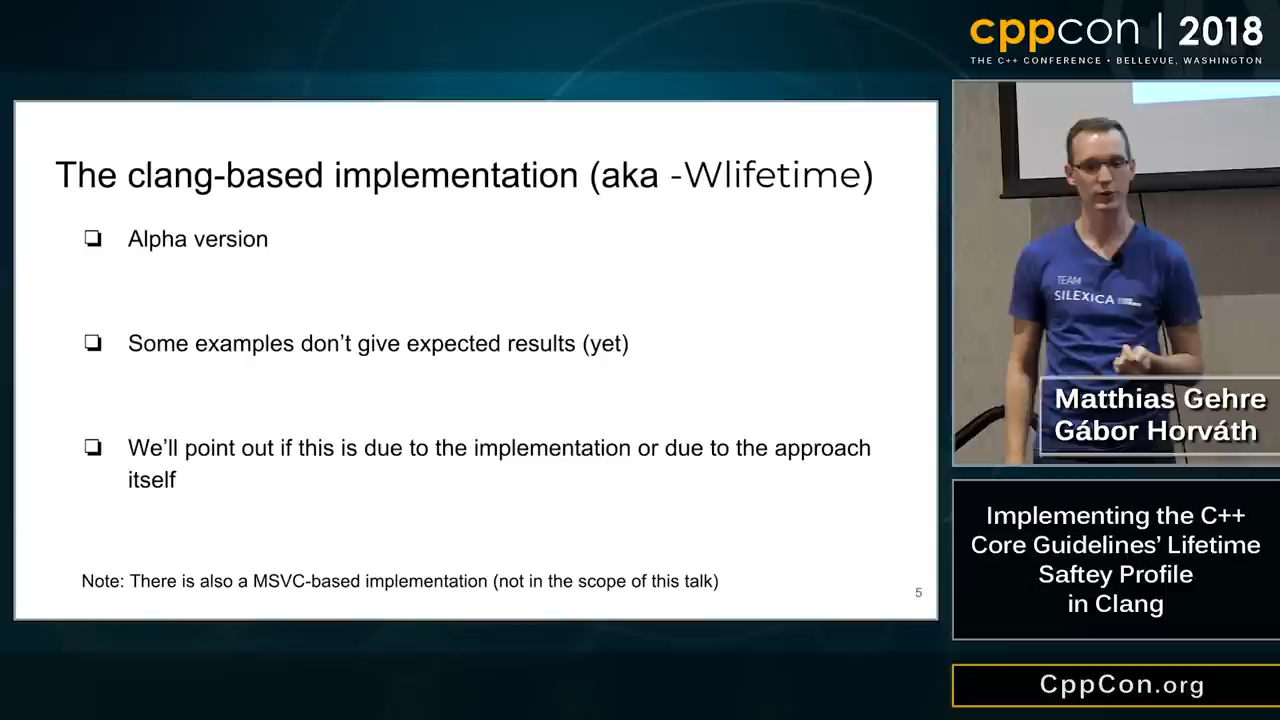 cppcon | 2018
THE C++ CONFERENCE • BELLEVUE, WASHINGTON
The clang-based implementation (aka -Wlifetime)
❏ Alpha version
❏ Some examples don't give expected results (yet)
❏ We'll point out if this is due to the implementation or due to the approach
itself
Note: There is also a MSVC-based implementation (not in the scope of this talk)
5
TEAM
SILEXICA
Matthias Gehre
Gábor Horváth
Implementing the C++
Core Guidelines' Lifetime
Saftey Profile
in Clang
CppCon.org